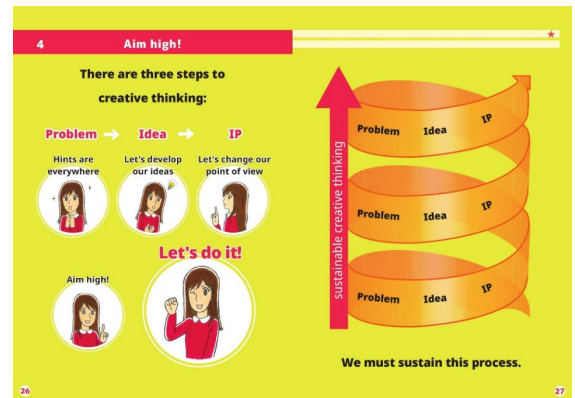 4 Aim high!
There are three steps to
creative thinking:
Problem → Idea → IP
Hints are
everywhere
Let's develop
our ideas
Let's change our
point of view
Aim high!
Let's do it!
26
sustainable creative thinking
Problem Idea IP
Problem Idea IP
Problem Idea IP
We must sustain this process.
27